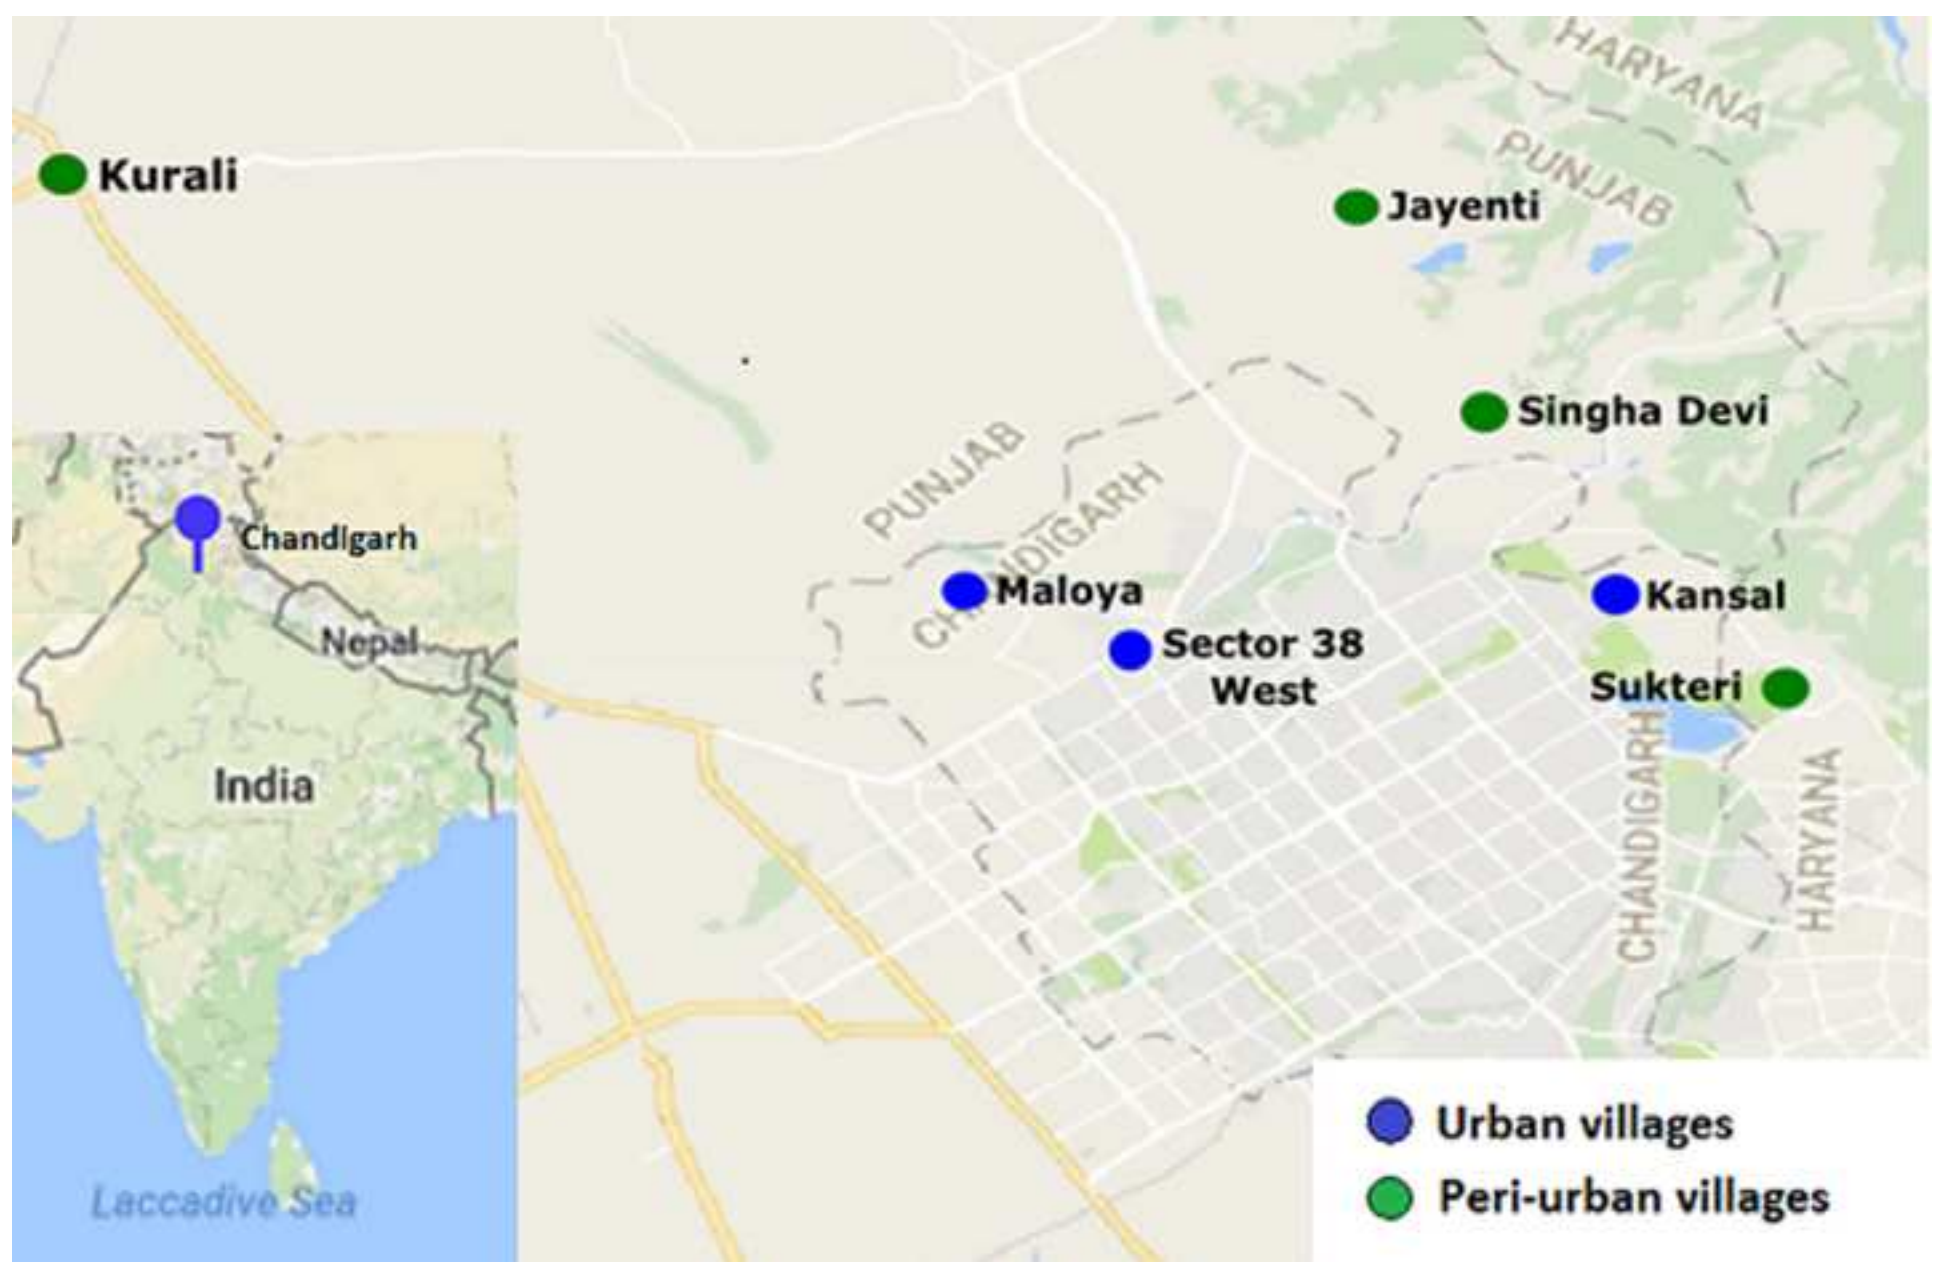 HARYANA
PUNJAB
Kurali
Jayenti
Singha Devi
PUNJAB
CHANDIGARH
Maloya
Kansal
Sector 38
West
Sukteri
CHANDIGARH
HARYANA
ChandIgarh
Nepal
India
Laccadive Sea
Urban villages
Peri-urban villages